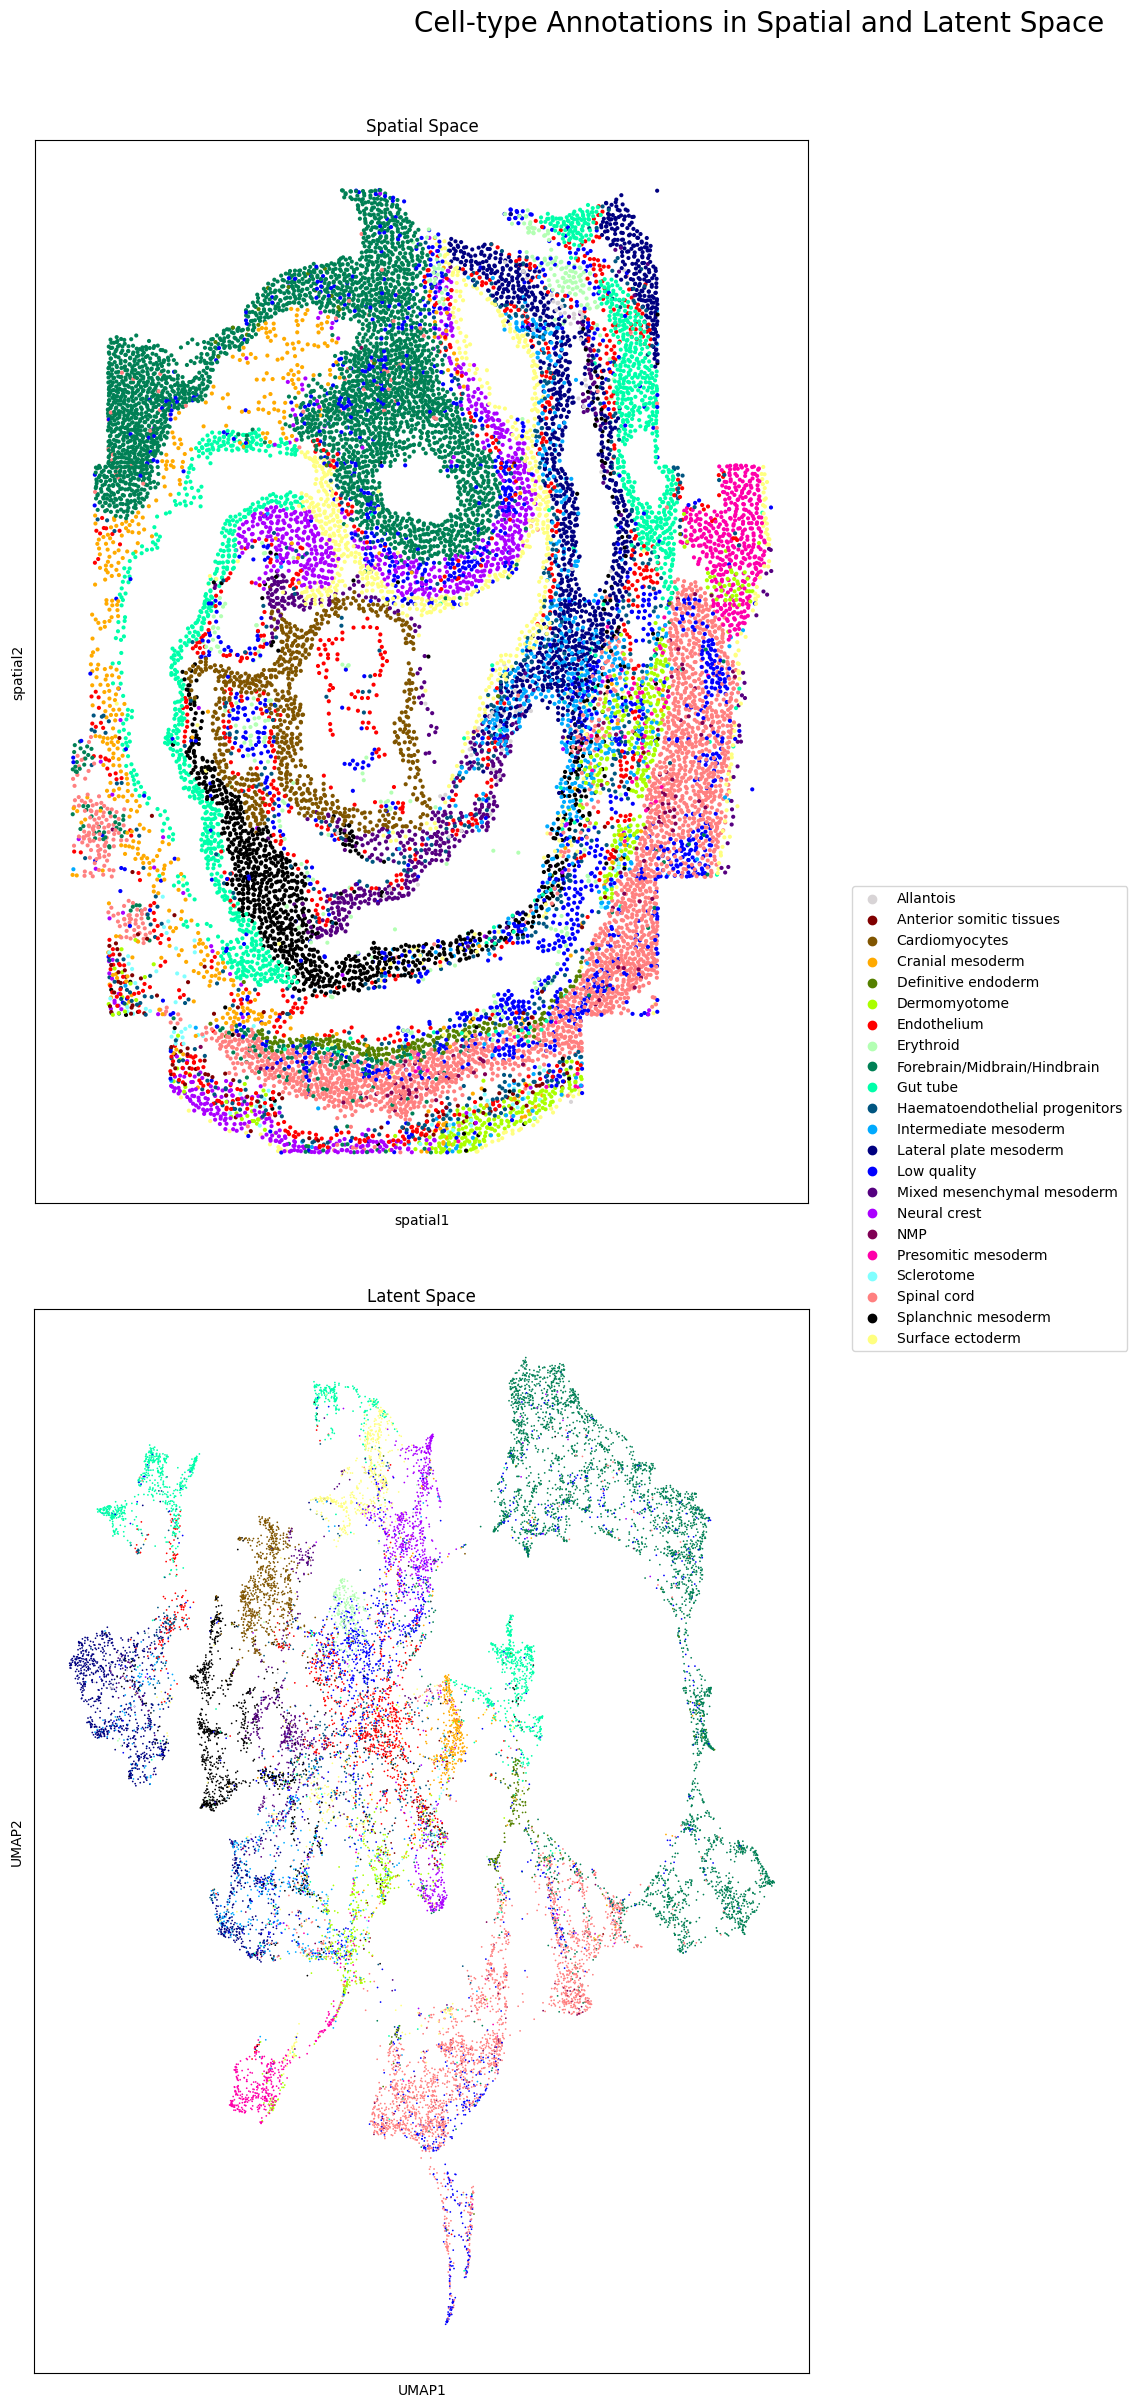 Cell-type Annotations in Spatial and Latent Space
Spatial Space
spatial2
spatial1
Allantois
Anterior somitic tissues
Cardiomyocytes
Cranial mesoderm
Definitive endoderm
Dermomyotome
Endothelium
Erythroid
Forebrain/Midbrain/Hindbrain
Gut tube
Haematoendothelial progenitors
Intermediate mesoderm
Lateral plate mesoderm
Low quality
Mixed mesenchymal mesoderm
Neural crest
NMP
Presomitic mesoderm
Sclerotome
Spinal cord
Splanchnic mesoderm
Surface ectoderm
Latent Space
UMAP2
UMAP1